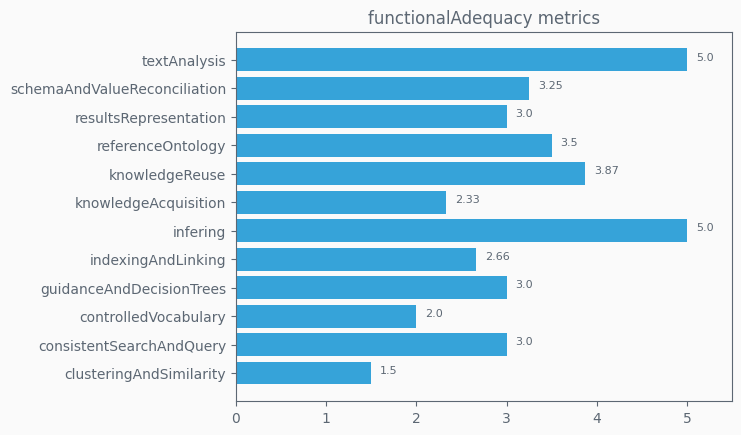 functionalAdequacy metrics
textAnalysis 5.0
schemaAndValueReconciliation 3.25
resultsRepresentation 3.0
referenceOntology 3.5
knowledgeReuse 3.87
knowledgeAcquisition 2.33
infering 5.0
indexingAndLinking 2.66
guidanceAndDecisionTrees 3.0
controlledVocabulary 2.0
consistentSearchAndQuery 3.0
clusteringAndSimilarity 1.5
0 1 2 3 4 5